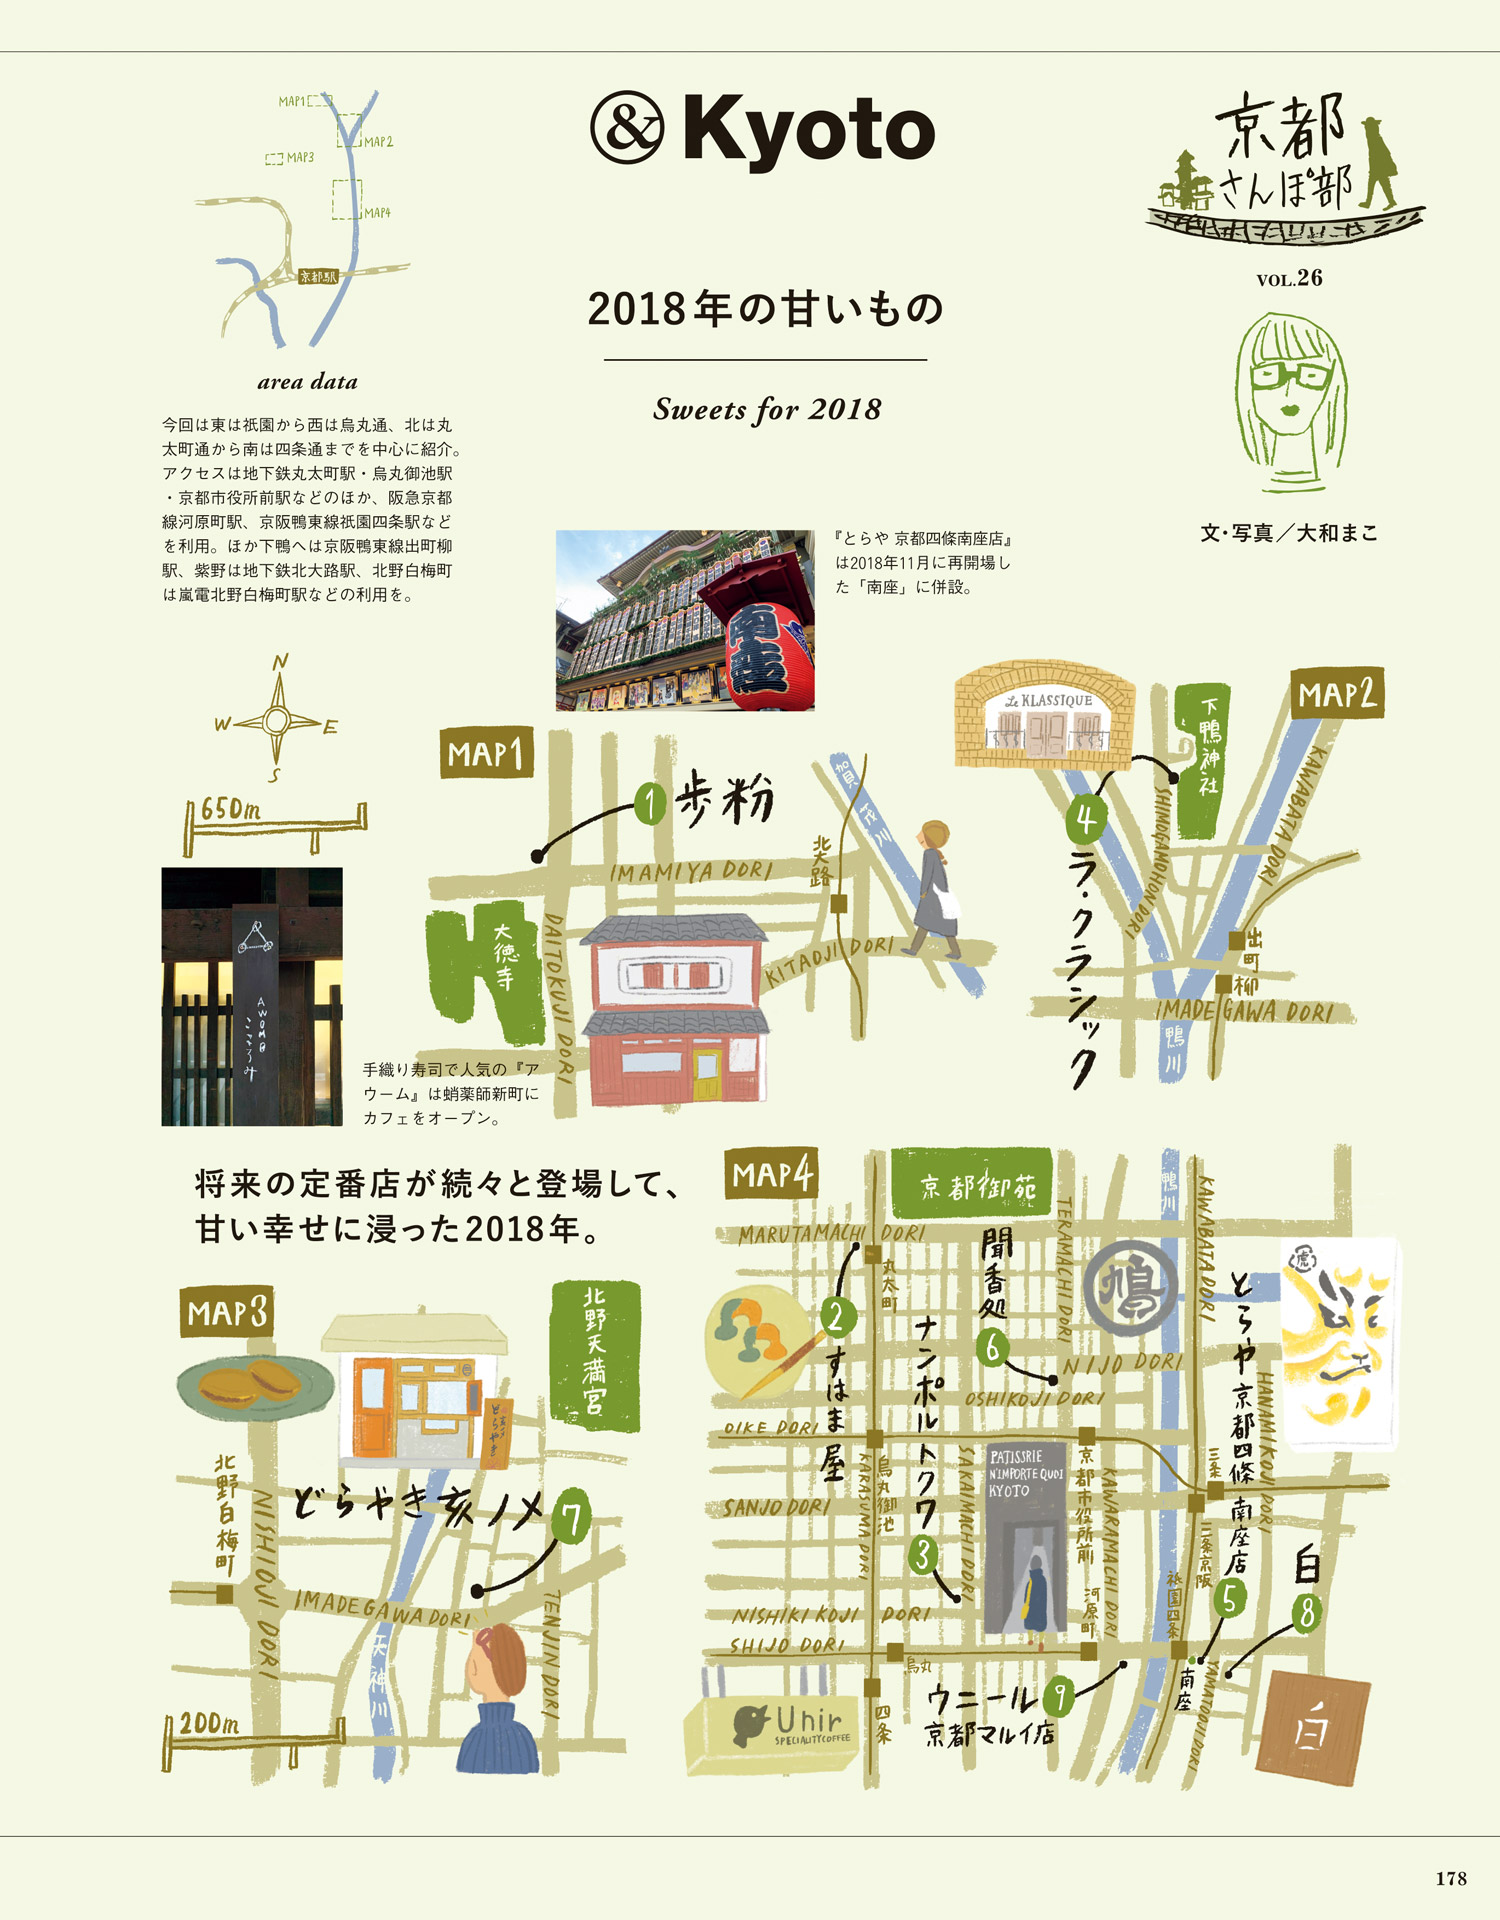 & Kyoto
京都
さんぽ部
VOL.26
文・写真／大和まこ
2018年の甘いもの
Sweets for 2018
MAP1
MAP2
MAP3
MAP4
京都駅
area data
今回は東は祇園から西は烏丸通、北は丸
太町通から南は四条通までを中心に紹介。
アクセスは地下鉄丸太町駅・烏丸御池駅
・京都市役所前駅などのほか、阪急京都
線河原町駅、京阪鴨東線祇園四条駅など
を利用。ほか下鴨へは京阪鴨東線出町柳
駅、紫野は地下鉄北大路駅、北野白梅町
は嵐電北野白梅町駅などの利用を。
南座
『とらや 京都四條南座店』
は2018年11月に再開場し
た「南座」に併設。
N
W
E
S
650m
AWOMB
こころみ
手織り寿司で人気の『ア
ウーム』は蛸薬師新町に
カフェをオープン。
MAP1
1 歩粉
IMAMIYA DORI
大徳寺
DAITOKUJI DORI
KITAOJI DORI
北大路
賀茂川
MAP2
Le KLASSIQUE
下鴨神社
4 ラ・クラシック
SHIMOGAMOHON DORI
KAWABATA DORI
出町柳
IMADEGAWA DORI
鴨川
将来の定番店が続々と登場して、
甘い幸せに浸った2018年。
MAP3
北野天満宮
どらやき
北野白梅町
NISHIOJI DORI
どらやき亥ノメ 7
IMADEGAWA DORI
TENJIN DORI
天神川
200m
MAP4
京都御苑
MARUTAMACHI DORI
丸太町
2 すはま屋
聞香処 6
TERAMACHI DORI
鴨川
KAWABATA DORI
NIJO DORI
OSHIKOJI DORI
OIKE DORI
ナンポルトクワ 3
烏丸御池
KARASUMA DORI
SAKAIMACHI DORI
PATISSRIE
N'IMPORTE QUOI
KYOTO
京都市役所前
KAWARAMACHI DORI
SANJO DORI
三条
三条京阪
とらや 京都四條 南座店 5
HANAMI KOJI DORI
虎
白 8
NISHIKI KOJI DORI
SHIJO DORI
烏丸
河原町
祇園四条
南座
YAMATOOJI DORI
四条
ウニール 9
京都マルイ店
Unir
SPECIALITY COFFEE
白
178